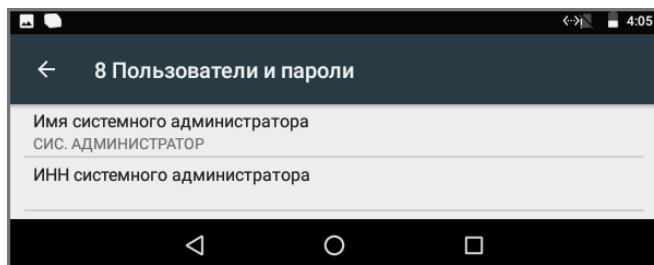 4:05
8 Пользователи и пароли
Имя системного администратора
СИС. АДМИНИСТРАТОР
ИНН системного администратора